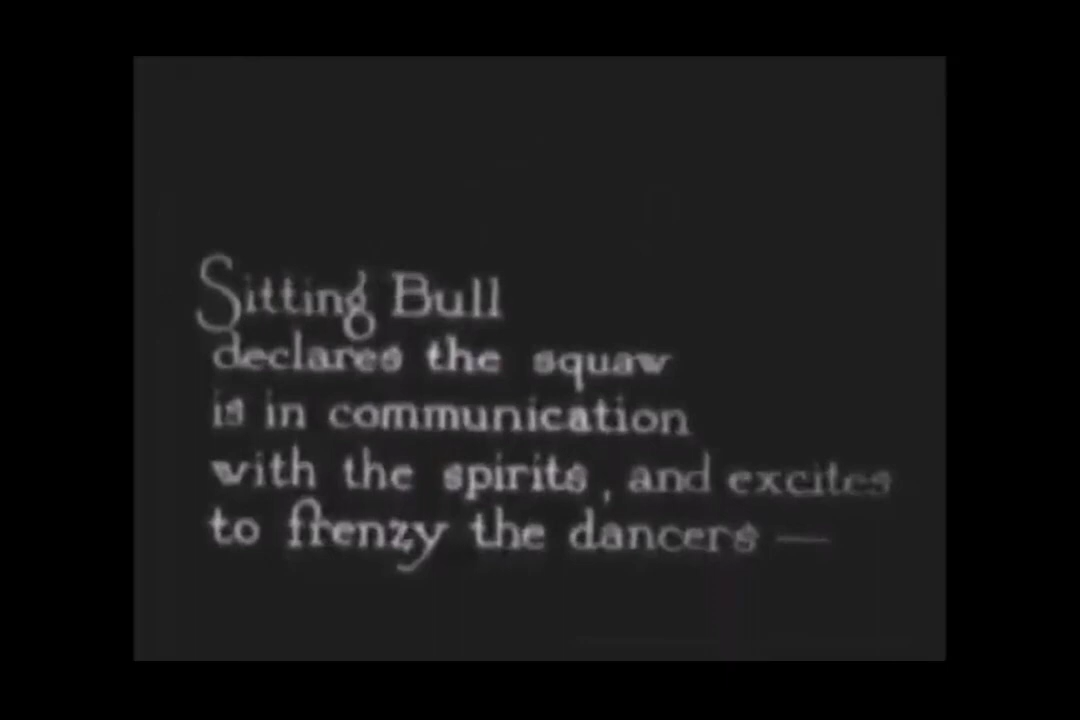 Sitting Bull
declares the squaw
is in communication
with the spirits, and excites
to frenzy the dancers —